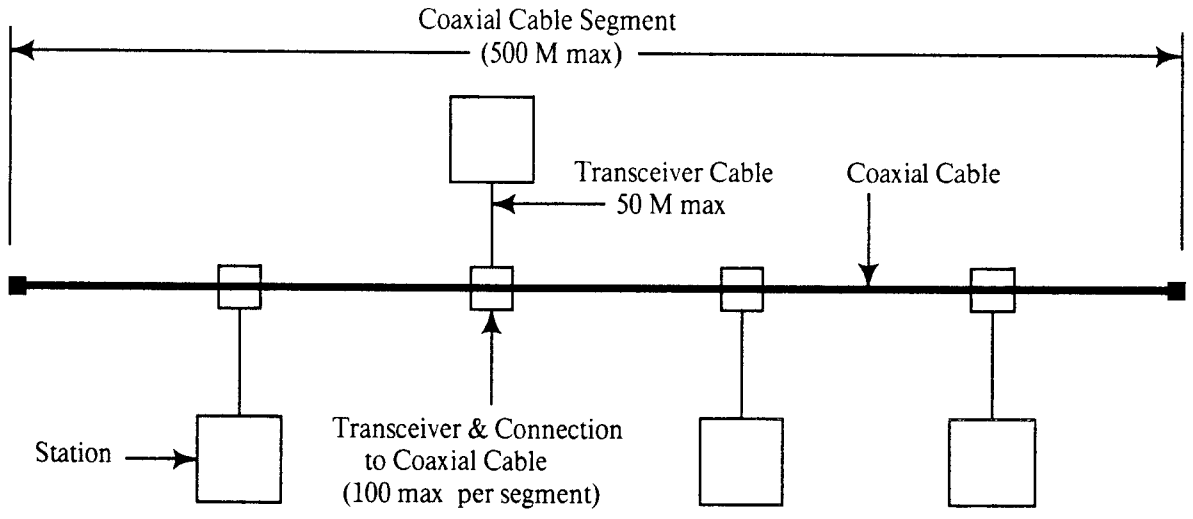 Coaxial Cable Segment
(500 M max)
Transceiver Cable
50 M max
Coaxial Cable
Station
Transceiver & Connection
to Coaxial Cable
(100 max per segment)